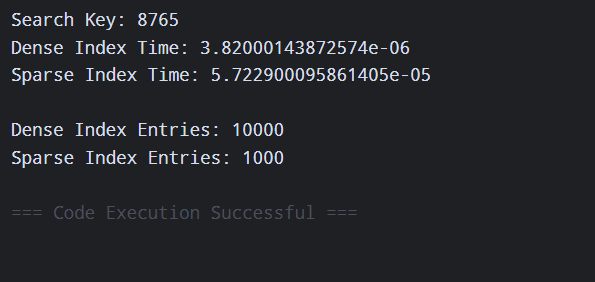 Search Key: 8765
Dense Index Time: 3.82000143872574e-06
Sparse Index Time: 5.722900095861405e-05
Dense Index Entries: 10000
Sparse Index Entries: 1000
=== Code Execution Successful ===